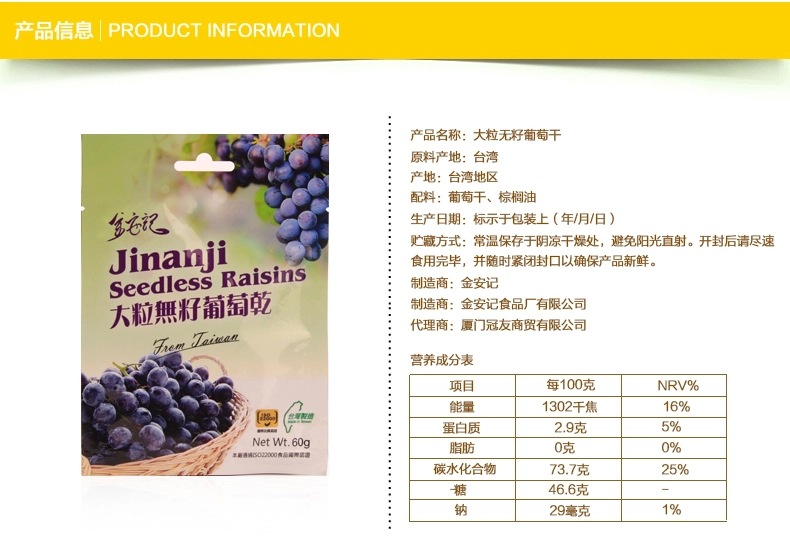 产品信息 | PRODUCT INFORMATION
金安记
Jinanji
Seedless Raisins
大粒無籽葡萄乾
From Taiwan
ISO 22000
台灣製造
Made in Taiwan
Net Wt. 60g
本廠通過ISO22000食品國際認證
产品名称：大粒无籽葡萄干
原料产地：台湾
产地：台湾地区
配料：葡萄干、棕榈油
生产日期：标示于包装上（年/月/日）
贮藏方式：常温保存于阴凉干燥处，避免阳光直射。开封后请尽速
食用完毕，并随时紧闭封口以确保产品新鲜。
制造商：金安记
制造商：金安记食品厂有限公司
代理商：厦门冠友商贸有限公司
营养成分表
项目 每100克 NRV%
能量 1302千焦 16%
蛋白质 2.9克 5%
脂肪 0克 0%
碳水化合物 73.7克 25%
-糖 46.6克 -
钠 29毫克 1%